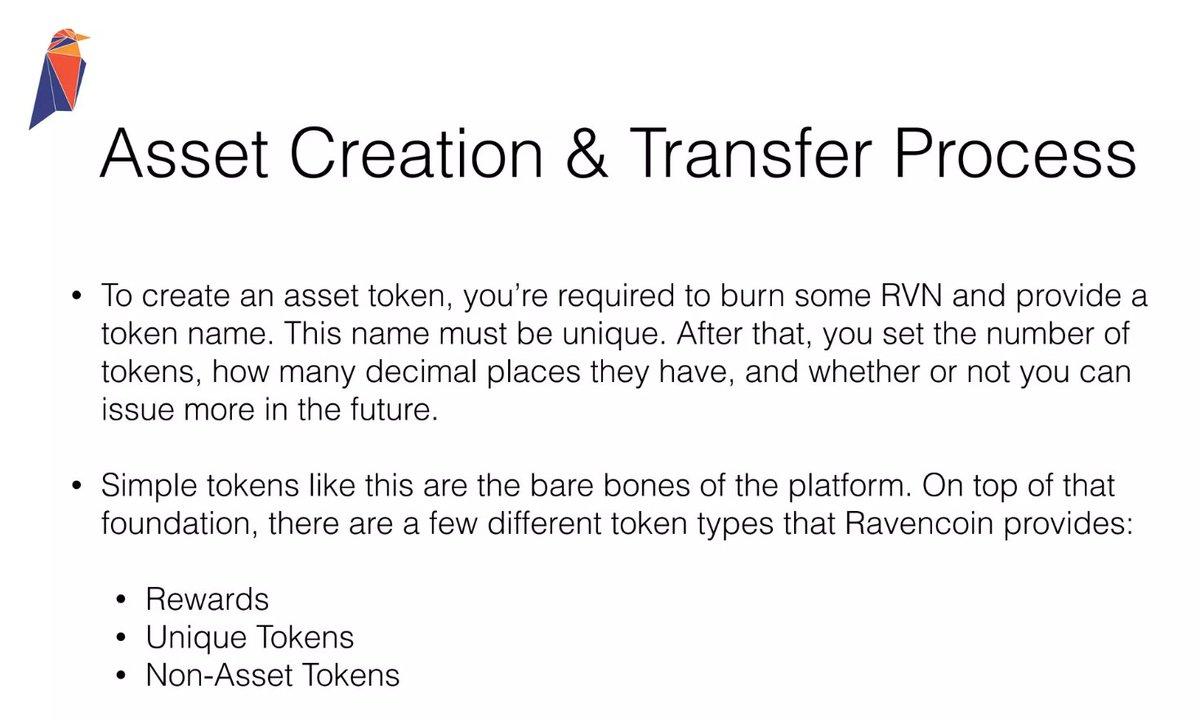 Asset Creation & Transfer Process
• To create an asset token, you’re required to burn some RVN and provide a
token name. This name must be unique. After that, you set the number of
tokens, how many decimal places they have, and whether or not you can
issue more in the future.
• Simple tokens like this are the bare bones of the platform. On top of that
foundation, there are a few different token types that Ravencoin provides:
• Rewards
• Unique Tokens
• Non-Asset Tokens